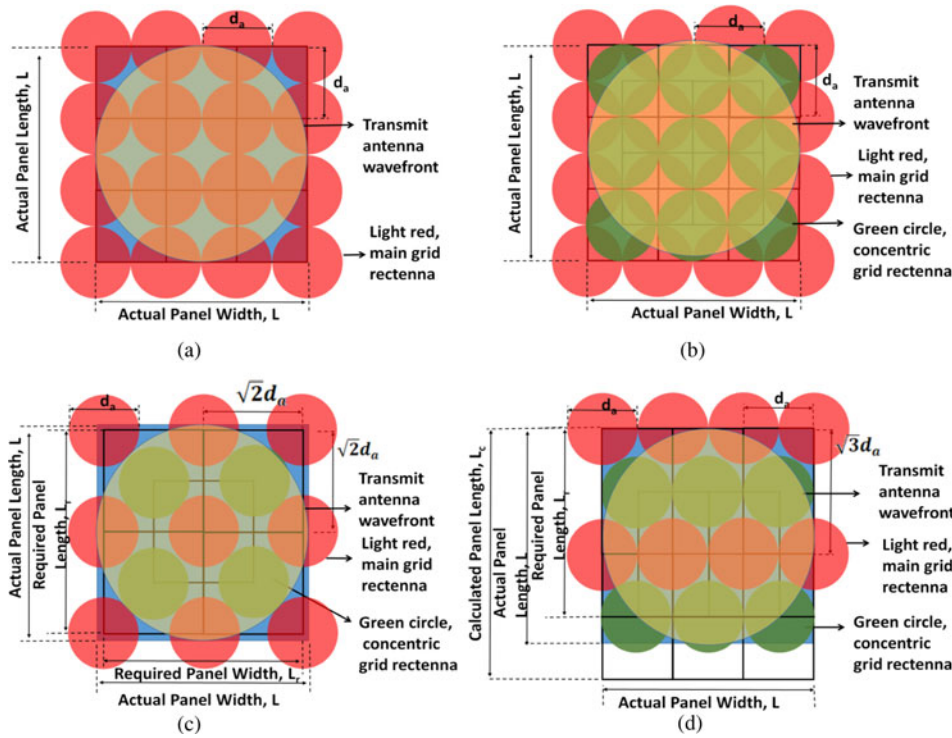 dₐ
Actual Panel Length, L
dₐ
Transmit
antenna
wavefront
Light red,
main grid
rectenna
Actual Panel Width, L
(a)
dₐ
Actual Panel Length, L
dₐ
Transmit
antenna
wavefront
Light red,
main grid
rectenna
Green circle,
concentric
grid rectenna
Actual Panel Width, L
(b)
dₐ
√2dₐ
Actual Panel Length, L
Required Panel
Length, Lᵣ
√2dₐ
Transmit
antenna
wavefront
Light red,
main grid
rectenna
Green circle,
concentric
grid rectenna
Required Panel Width, Lᵣ
Actual Panel Width, L
(c)
dₐ
dₐ
Calculated Panel Length, L_c
Actual Panel
Length, L
Required Panel
Length, Lᵣ
√3dₐ
Transmit
antenna
wavefront
Light red,
main grid
rectenna
Green circle,
concentric
grid rectenna
Actual Panel Width, L
(d)